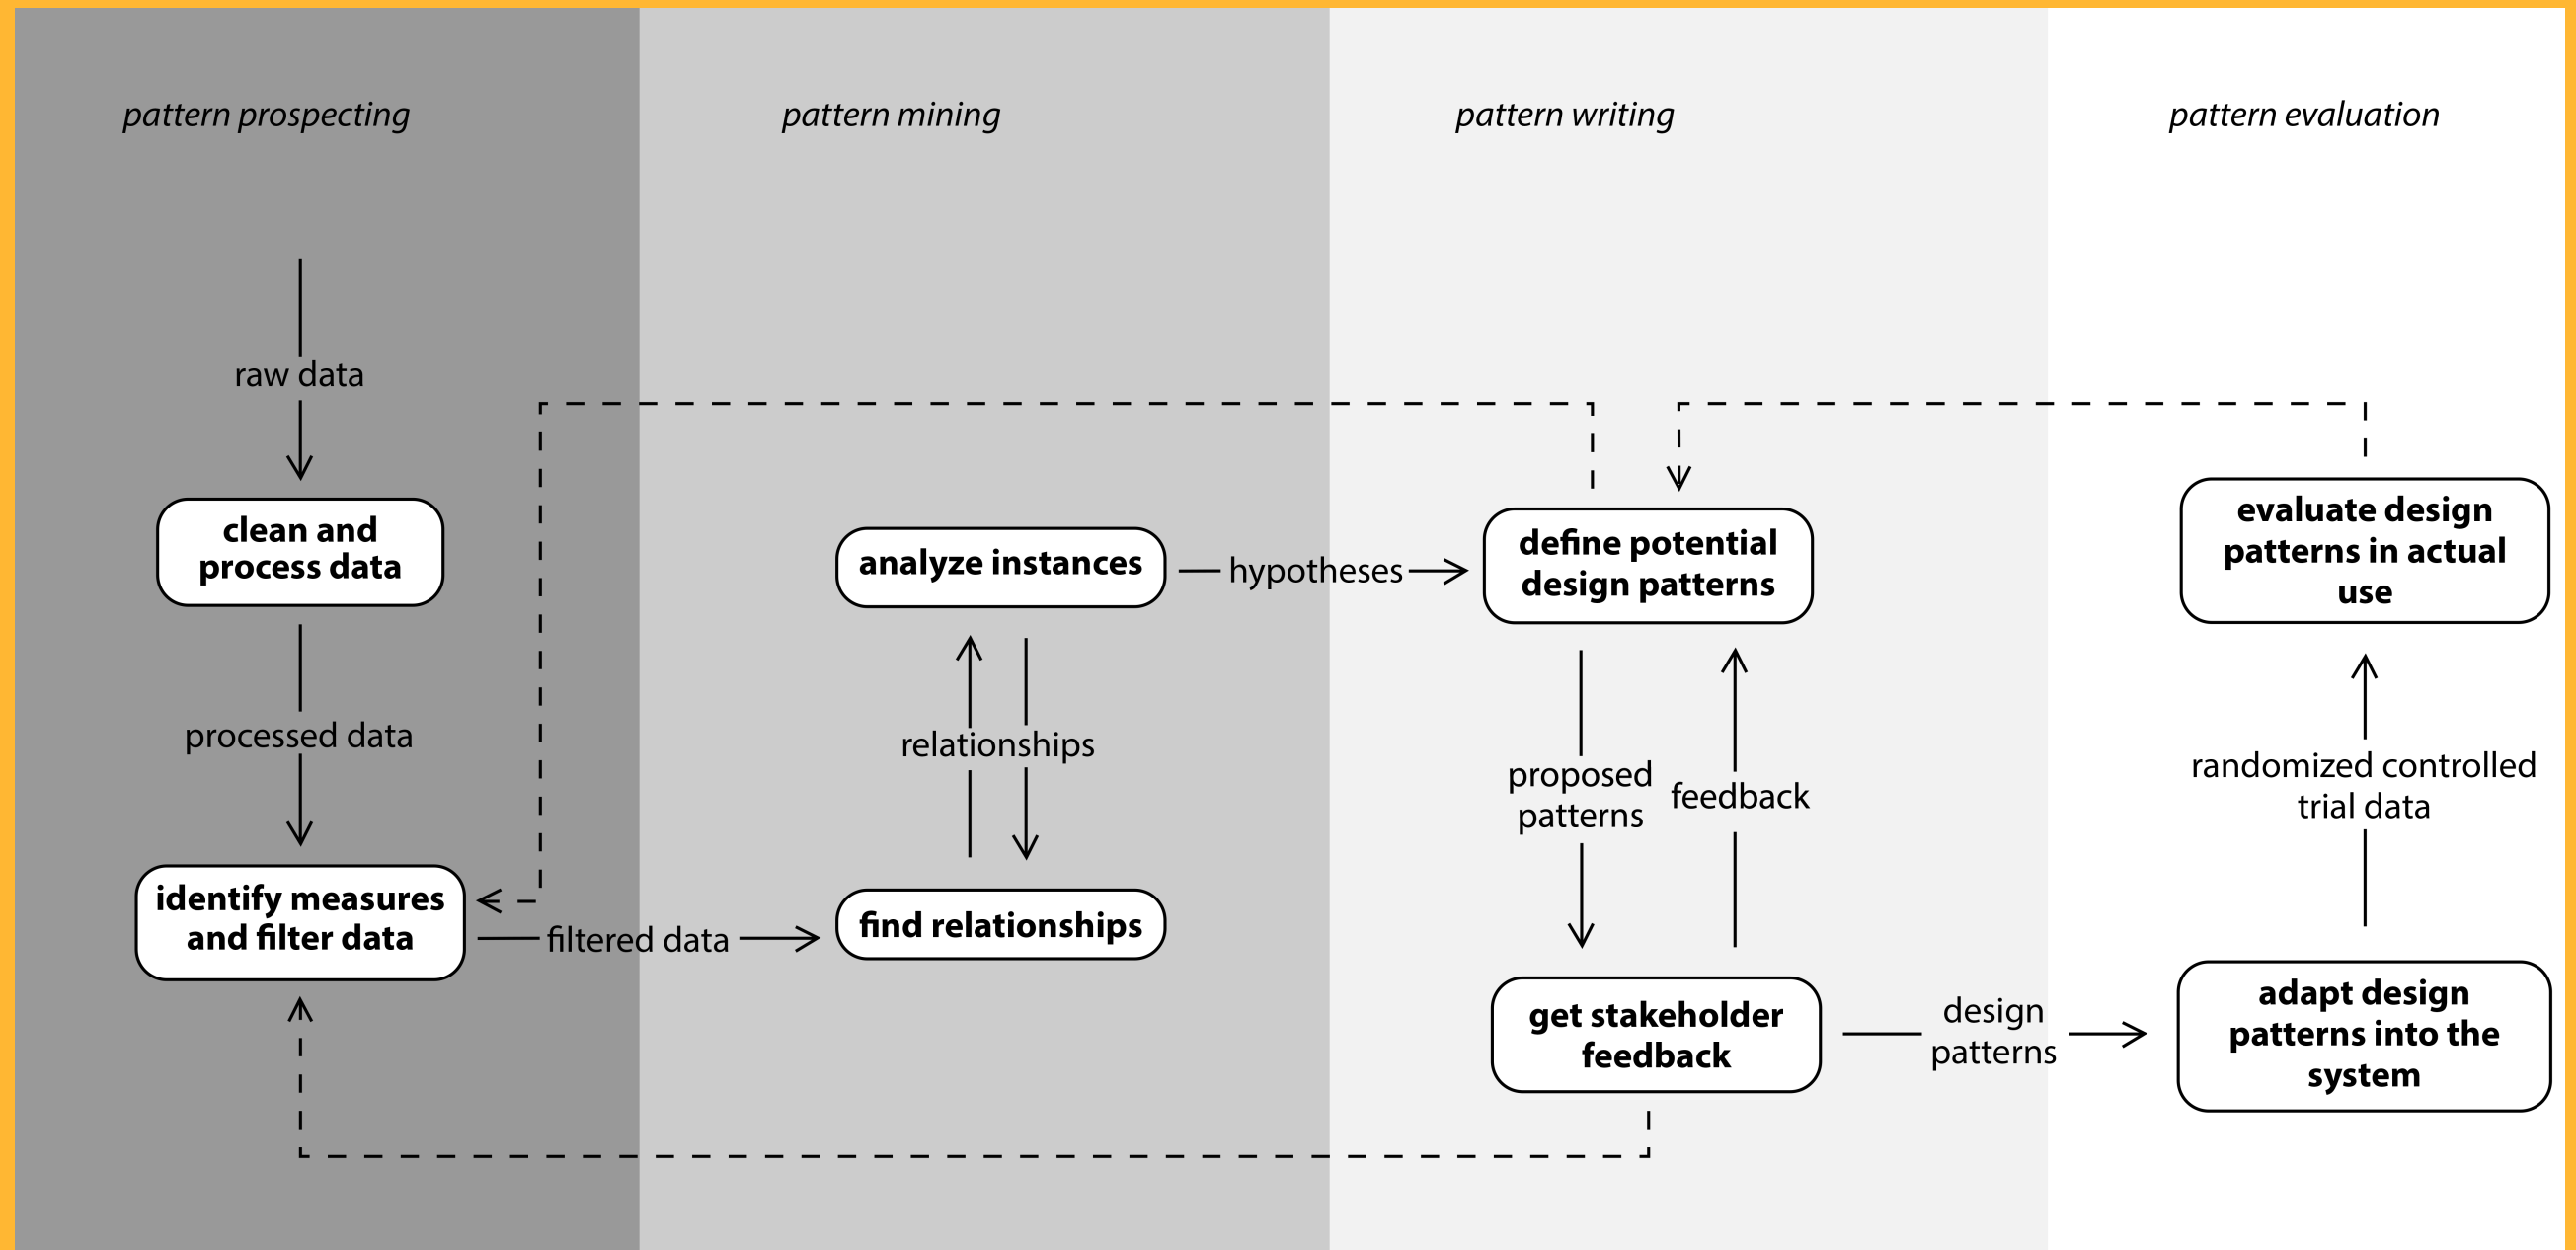 pattern prospecting
pattern mining
pattern writing
pattern evaluation
raw data
clean and
process data
processed data
identify measures
and filter data
filtered data
analyze instances
relationships
find relationships
hypotheses
define potential
design patterns
proposed
patterns
feedback
get stakeholder
feedback
design
patterns
evaluate design
patterns in actual
use
randomized controlled
trial data
adapt design
patterns into the
system